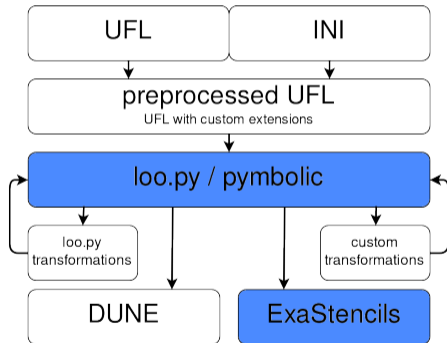 UFL
INI
preprocessed UFL
UFL with custom extensions
loo.py / pymbolic
loo.py
transformations
custom
transformations
DUNE
ExaStencils